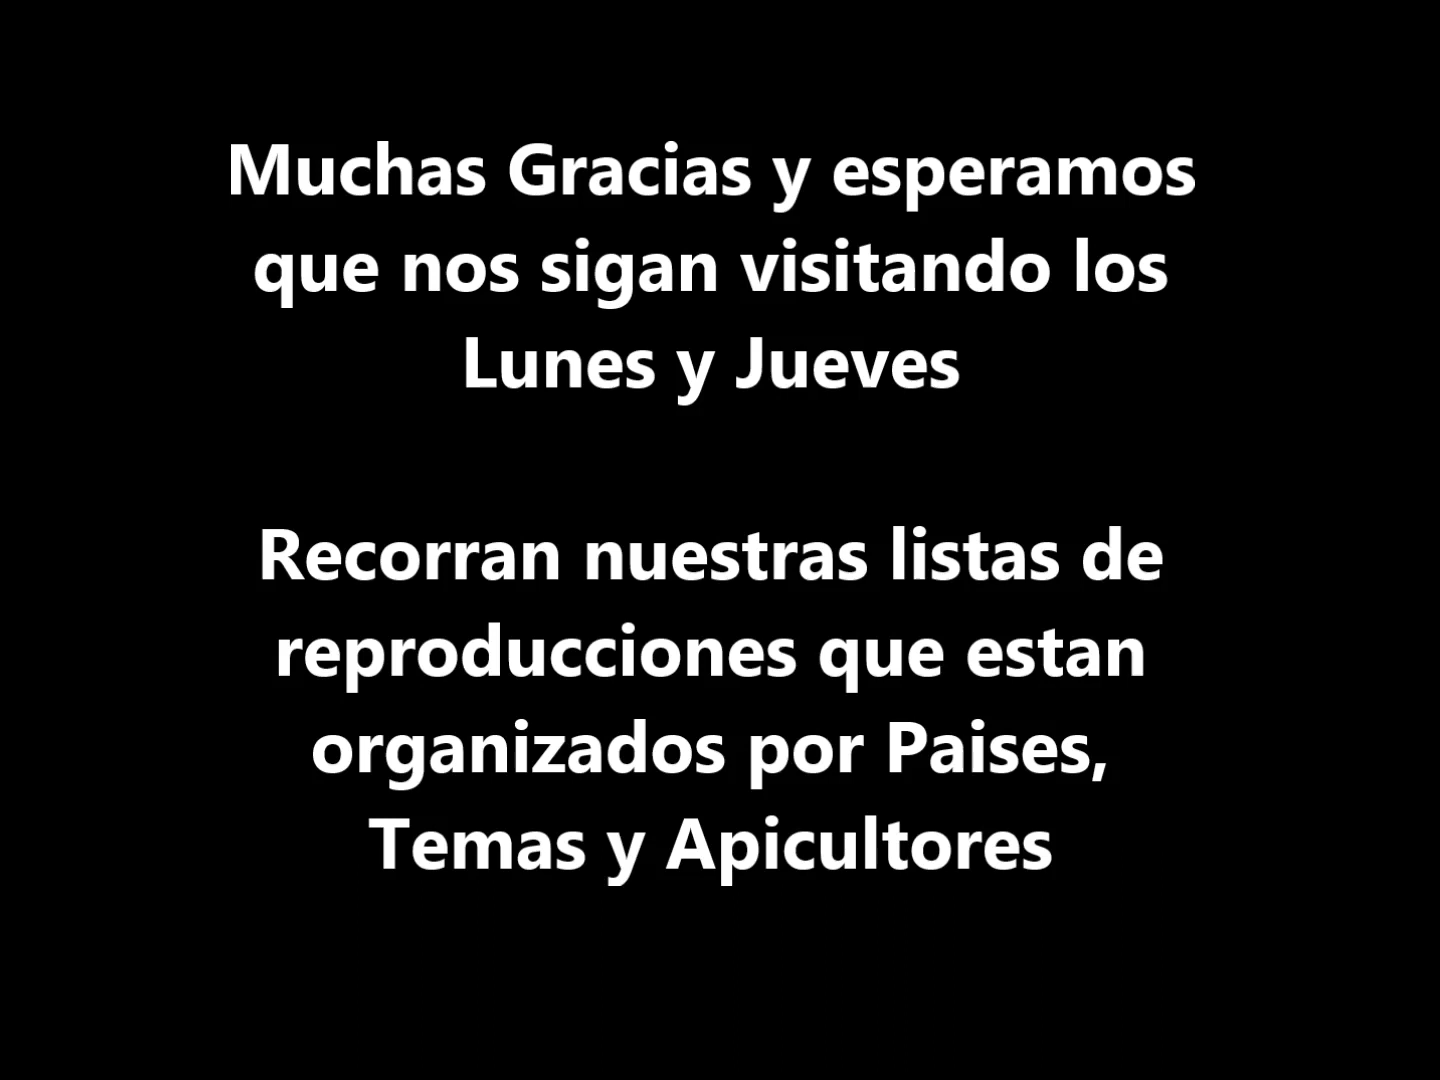 Muchas Gracias y esperamos
que nos sigan visitando los
Lunes y Jueves
Recorran nuestras listas de
reproducciones que estan
organizados por Paises,
Temas y Apicultores